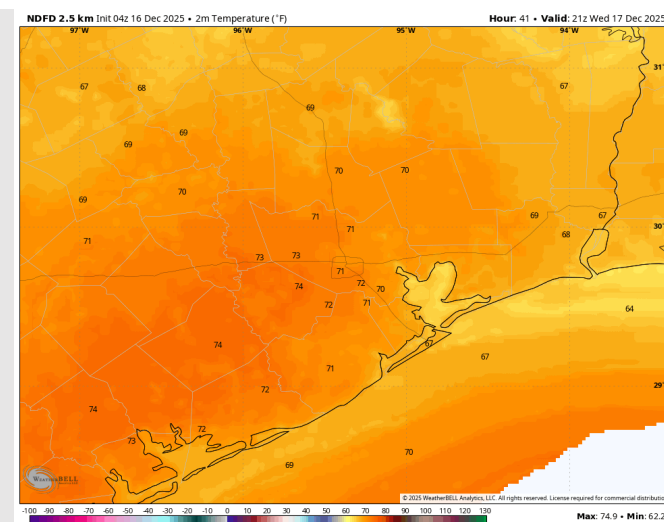 NDFD 2.5 km Init 04z 16 Dec 2025 • 2m Temperature (°F)
Hour: 41 • Valid: 21z Wed 17 Dec 2025
97°W 96°W 95°W 94°W
31°
67 68 67
69
69
69
70 70
70
69
71 69 67
30°
71 71 68
73 73
71
74 72 70
72 71
64
74 67
67
71
29°
72
74
72
73
70
69
WEATHERBELL
© 2025 WeatherBELL Analytics, LLC. All rights reserved. License required for commercial distributio
-100 -90 -80 -70 -60 -50 -40 -30 -20 -10 0 10 20 30 40 50 60 70 80 90 100 110 120 130
Max: 74.9 • Min: 62.2